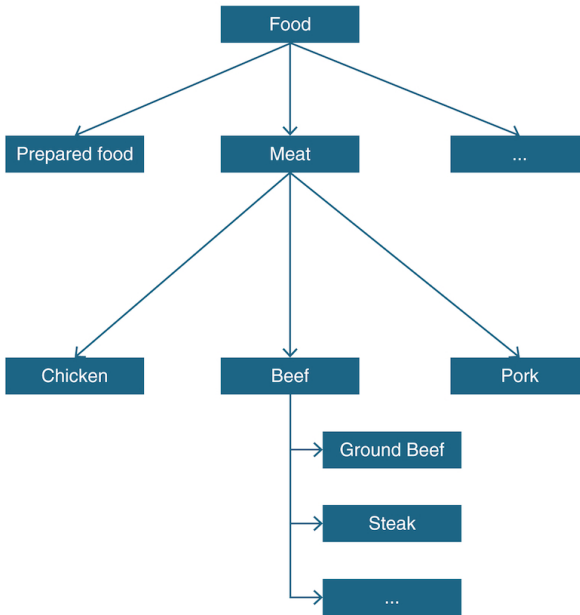 Food
Prepared food
Meat
...
Chicken
Beef
Pork
Ground Beef
Steak
...